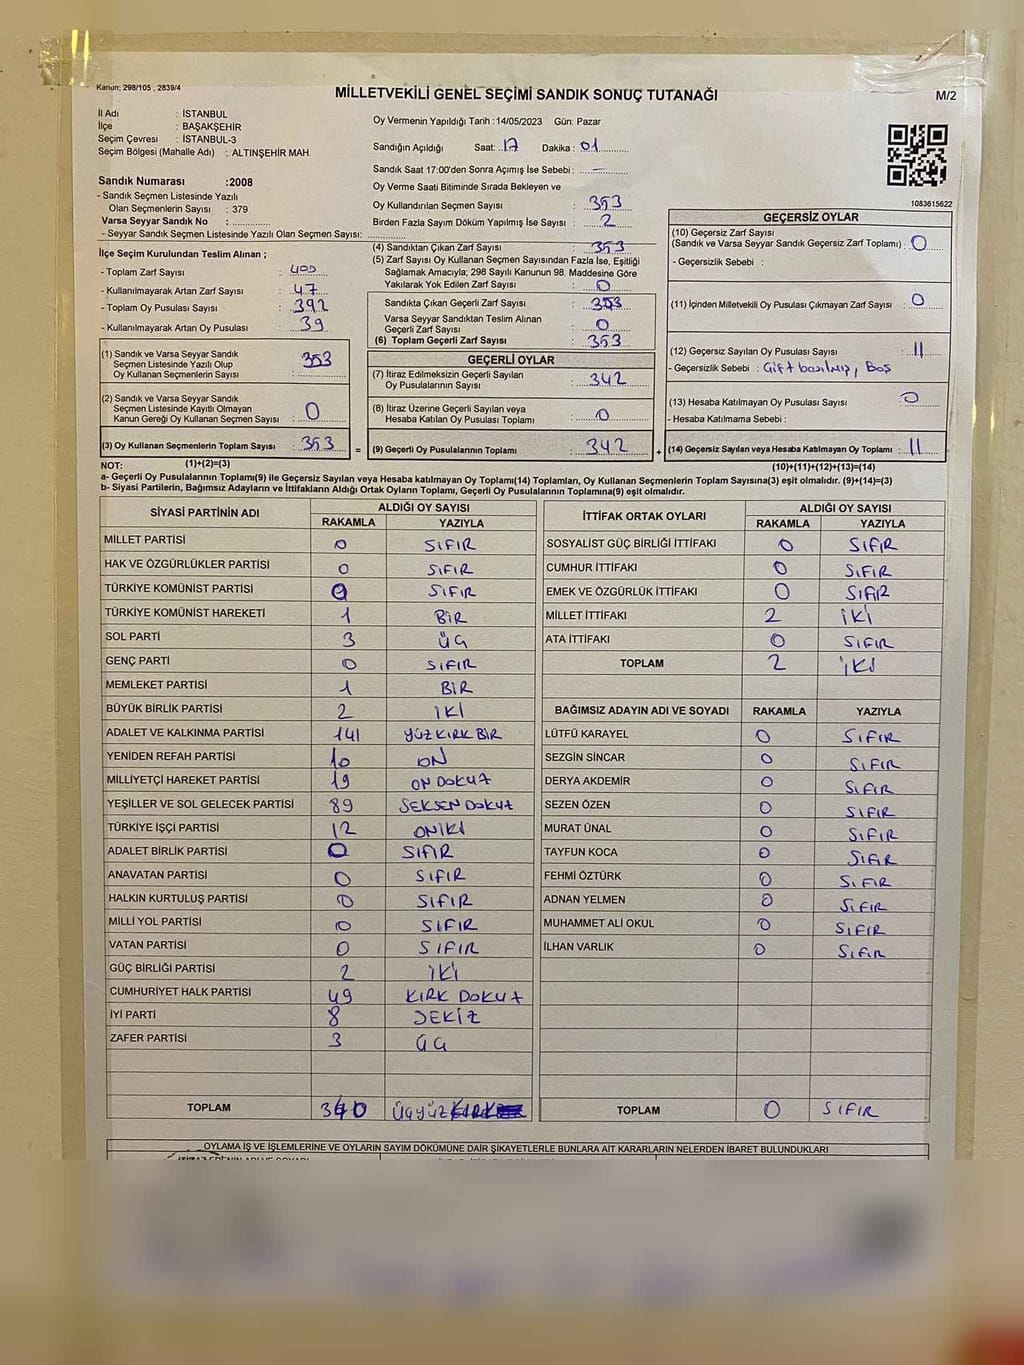 Kanun; 298/105 , 2839/4
MİLLETVEKİLİ GENEL SEÇİMİ SANDIK SONUÇ TUTANAĞI
M/2
İl Adı : İSTANBUL
İlçe : BAŞAKŞEHİR
Seçim Çevresi : İSTANBUL-3
Seçim Bölgesi (Mahalle Adı) : ALTINŞEHİR MAH.
Sandık Numarası :2008
- Sandık Seçmen Listesinde Yazılı
Olan Seçmenlerin Sayısı : 379
Varsa Seyyar Sandık No : ............
- Seyyar Sandık Seçmen Listesinde Yazılı Olan Seçmen Sayısı: ............
İlçe Seçim Kurulundan Teslim Alınan ;
- Toplam Zarf Sayısı : 400
- Kullanılmayarak Artan Zarf Sayısı : 47
- Toplam Oy Pusulası Sayısı : 392
- Kullanılmayarak Artan Oy Pusulası : 39
Oy Vermenin Yapıldığı Tarih :14/05/2023 Gün: Pazar
Sandığın Açıldığı Saat: 17 Dakika : 01
Sandık Saat 17:00'den Sonra Açımış İse Sebebi : –
Oy Verme Saati Bitiminde Sırada Bekleyen ve
Oy Kullandırılan Seçmen Sayısı : 353
Birden Fazla Sayım Döküm Yapılmış İse Sayısı : 2
(4) Sandıktan Çıkan Zarf Sayısı : 353
(5) Zarf Sayısı Oy Kullanan Seçmen Sayısından Fazla İse, Eşitliği
Sağlamak Amacıyla; 298 Sayılı Kanunun 98. Maddesine Göre
Yakılarak Yok Edilen Zarf Sayısı : 0
Sandıkta Çıkan Geçerli Zarf Sayısı : 353
Varsa Seyyar Sandıktan Teslim Alınan
Geçerli Zarf Sayısı : 0
(6) Toplam Geçerli Zarf Sayısı : 353
1083615622
GEÇERSİZ OYLAR
(10) Geçersiz Zarf Sayısı
(Sandık ve Varsa Seyyar Sandık Geçersiz Zarf Toplamı) : 0
- Geçersizlik Sebebi :
(11) İçinden Milletvekili Oy Pusulası Çıkmayan Zarf Sayısı : 0
(12) Geçersiz Sayılan Oy Pusulası Sayısı : 11
- Geçersizlik Sebebi : Çift basılmış, Boş
(13) Hesaba Katılmayan Oy Pusulası Sayısı : 0
- Hesaba Katılmama Sebebi :
(14) Geçersiz Sayılan veya Hesaba Katılmayan Oy Toplamı : 11
(1) Sandık ve Varsa Seyyar Sandık
Seçmen Listesinde Yazılı Olup
Oy Kullanan Seçmenlerin Sayısı : 353
(2) Sandık ve Varsa Seyyar Sandık
Seçmen Listesinde Kayıtlı Olmayan
Kanun Gereği Oy Kullanan Seçmen Sayısı : 0
(3) Oy Kullanan Seçmenlerin Toplam Sayısı : 353
(1)+(2)=(3)
GEÇERLİ OYLAR
(7) İtiraz Edilmeksizin Geçerli Sayılan
Oy Pusulalarının Sayısı : 342
(8) İtiraz Üzerine Geçerli Sayılan veya
Hesaba Katılan Oy Pusulası Toplamı : 0
= (9) Geçerli Oy Pusulalarının Toplamı : 342 +
(10)+(11)+(12)+(13)=(14)
NOT:
a- Geçerli Oy Pusulalarının Toplamı(9) ile Geçersiz Sayılan veya Hesaba katılmayan Oy Toplamı(14) Toplamları, Oy Kullanan Seçmenlerin Toplam Sayısına(3) eşit olmalıdır. (9)+(14)=(3)
b- Siyasi Partilerin, Bağımsız Adayların ve İttifakların Aldığı Ortak Oyların Toplamı, Geçerli Oy Pusulalarının Toplamına(9) eşit olmalıdır.
SİYASİ PARTİNİN ADI ALDIĞI OY SAYISI
RAKAMLA YAZIYLA
MİLLET PARTİSİ 0 SIFIR
HAK VE ÖZGÜRLÜKLER PARTİSİ 0 SIFIR
TÜRKİYE KOMÜNİST PARTİSİ 0 SIFIR
TÜRKİYE KOMÜNİST HAREKETİ 1 BİR
SOL PARTİ 3 ÜÇ
GENÇ PARTİ 0 SIFIR
MEMLEKET PARTİSİ 1 BİR
BÜYÜK BİRLİK PARTİSİ 2 İKİ
ADALET VE KALKINMA PARTİSİ 141 YÜZ KIRK BİR
YENİDEN REFAH PARTİSİ 10 ON
MİLLİYETÇİ HAREKET PARTİSİ 19 ON DOKUZ
YEŞİLLER VE SOL GELECEK PARTİSİ 89 SEKSEN DOKUZ
TÜRKİYE İŞÇİ PARTİSİ 12 ONİKİ
ADALET BİRLİK PARTİSİ 0 SIFIR
ANAVATAN PARTİSİ 0 SIFIR
HALKIN KURTULUŞ PARTİSİ 0 SIFIR
MİLLİ YOL PARTİSİ 0 SIFIR
VATAN PARTİSİ 0 SIFIR
GÜÇ BİRLİĞİ PARTİSİ 2 İKİ
CUMHURİYET HALK PARTİSİ 49 KIRK DOKUZ
İYİ PARTİ 8 SEKİZ
ZAFER PARTİSİ 3 ÜÇ
TOPLAM 340 ÜÇYÜZ KIRK
İTTİFAK ORTAK OYLARI ALDIĞI OY SAYISI
RAKAMLA YAZIYLA
SOSYALİST GÜÇ BİRLİĞİ İTTİFAKI 0 SIFIR
CUMHUR İTTİFAKI 0 SIFIR
EMEK VE ÖZGÜRLÜK İTTİFAKI 0 SIFIR
MİLLET İTTİFAKI 2 İKİ
ATA İTTİFAKI 0 SIFIR
TOPLAM 2 İKİ
BAĞIMSIZ ADAYIN ADI VE SOYADI RAKAMLA YAZIYLA
LÜTFÜ KARAYEL 0 SIFIR
SEZGİN SİNCAR 0 SIFIR
DERYA AKDEMİR 0 SIFIR
SEZEN ÖZEN 0 SIFIR
MURAT ÜNAL 0 SIFIR
TAYFUN KOCA 0 SIFIR
FEHMİ ÖZTÜRK 0 SIFIR
ADNAN YELMEN 0 SIFIR
MUHAMMET ALİ OKUL 0 SIFIR
İLHAN VARLIK 0 SIFIR
TOPLAM 0 SIFIR
OYLAMA İŞ VE İŞLEMLERİNE VE OYLARIN SAYIM DÖKÜMÜNE DAİR ŞİKAYETLERLE BUNLARA AİT KARARLARIN NELERDEN İBARET BULUNDUKLARI